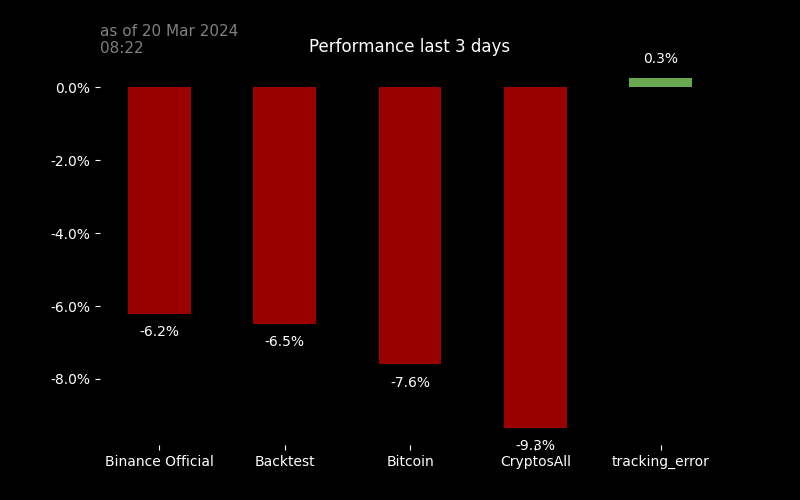 as of 20 Mar 2024
08:22
Performance last 3 days
0.3%
0.0%
-2.0%
-4.0%
-6.0%
-8.0%
-6.2%
-6.5%
-7.6%
-9.3%
Binance Official
Backtest
Bitcoin
CryptosAll
tracking_error